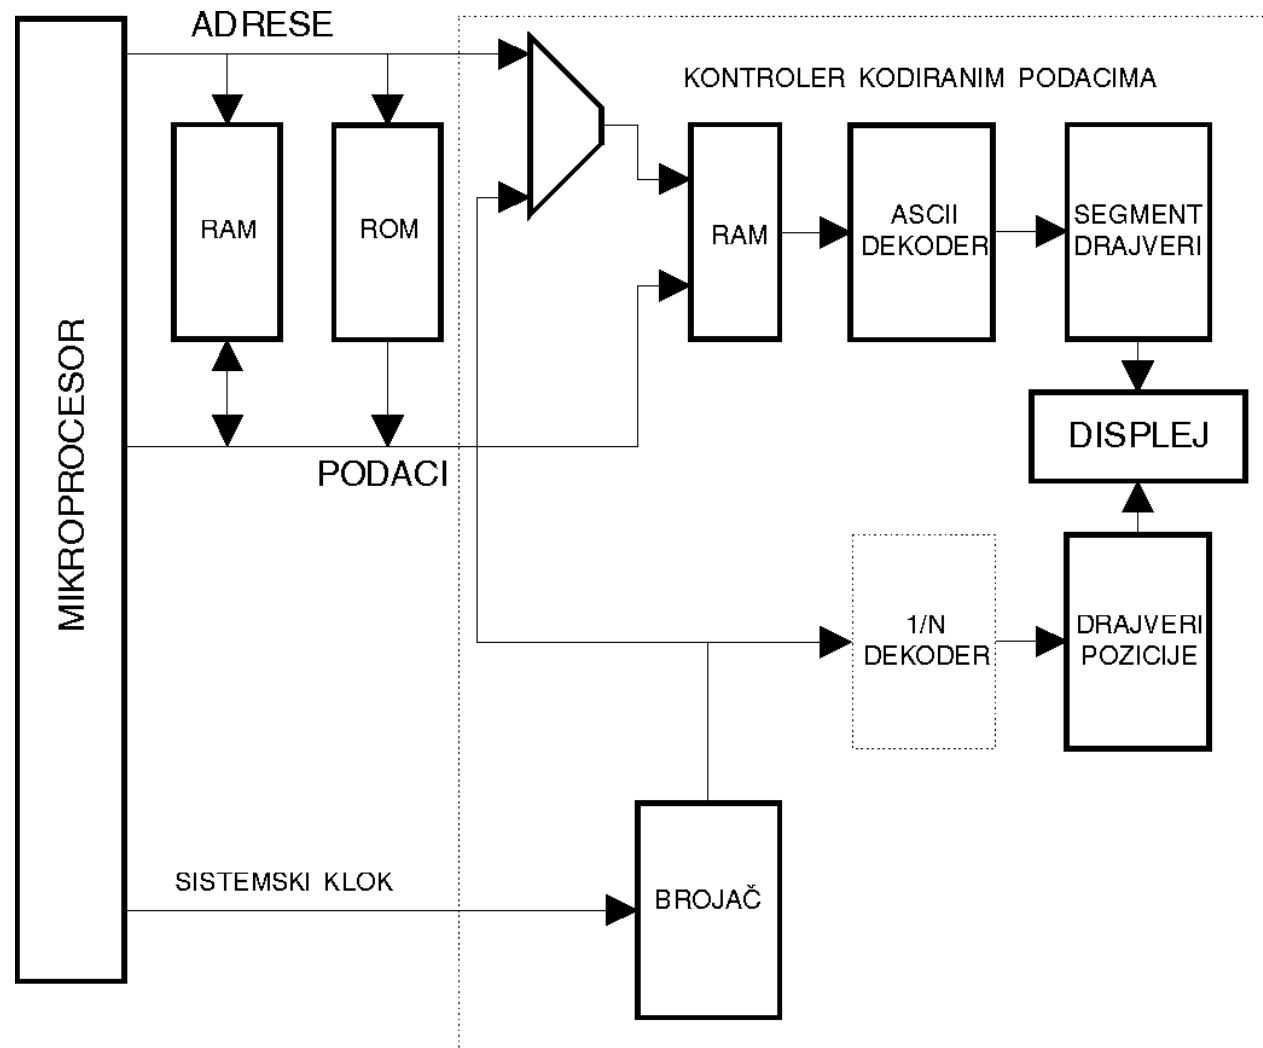 ADRESE
KONTROLER KODIRANIM PODACIMA
RAM
ROM
RAM
ASCII
DEKODER
SEGMENT
DRAJVERI
MIKROPROCESOR
DISPLEJ
PODACI
1/N
DEKODER
DRAJVERI
POZICIJE
SISTEMSKI KLOK
BROJAČ